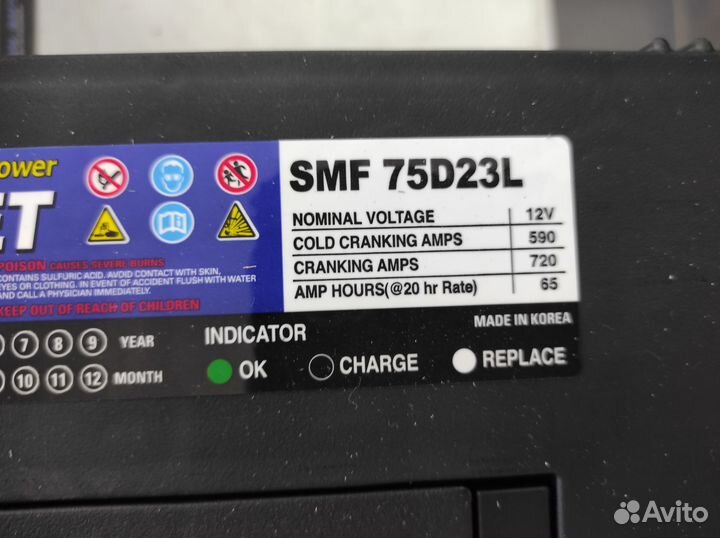 ower
ET
POISON CAUSES SEVERE BURNS
CONTAINS SULFURIC ACID. AVOID CONTACT WITH SKIN,
EYES OR CLOTHING. IN EVENT OF ACCIDENT FLUSH WITH WATER
AND CALL A PHYSICIAN IMMEDIATELY.
KEEP OUT OF REACH OF CHILDREN
SMF 75D23L
NOMINAL VOLTAGE 12V
COLD CRANKING AMPS 590
CRANKING AMPS 720
AMP HOURS(@20 hr Rate) 65
MADE IN KOREA
7 8 9 YEAR
10 11 12 MONTH
INDICATOR
OK CHARGE REPLACE
Avito